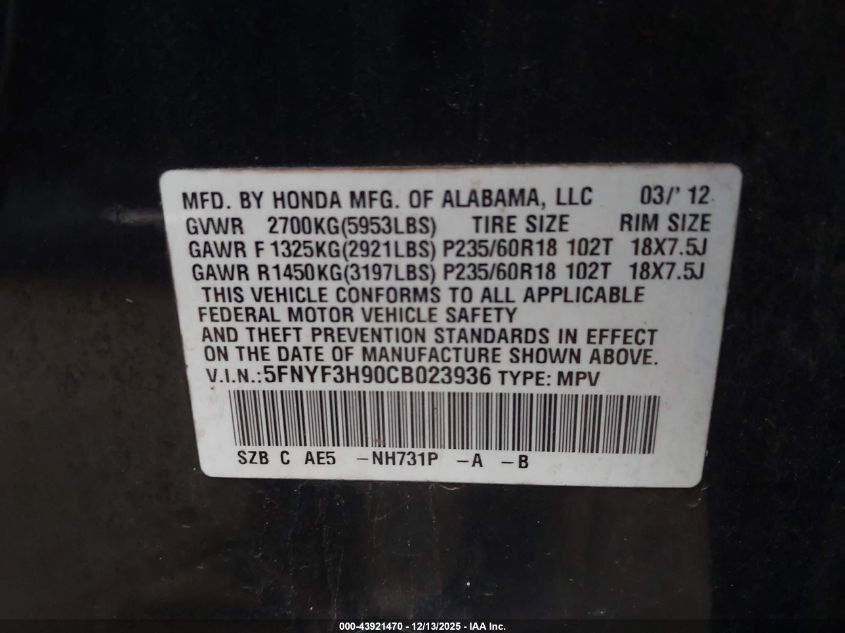 MFD. BY HONDA MFG. OF ALABAMA, LLC 03/'12
GVWR 2700KG(5953LBS) TIRE SIZE RIM SIZE
GAWR F 1325KG(2921LBS) P235/60R18 102T 18X7.5J
GAWR R1450KG(3197LBS) P235/60R18 102T 18X7.5J
THIS VEHICLE CONFORMS TO ALL APPLICABLE
FEDERAL MOTOR VEHICLE SAFETY
AND THEFT PREVENTION STANDARDS IN EFFECT
ON THE DATE OF MANUFACTURE SHOWN ABOVE.
V.I.N.:5FNYF3H90CB023936 TYPE: MPV
SZB C AE5 -NH731P -A -B
000-43921470 - 12/13/2025 - IAA Inc.